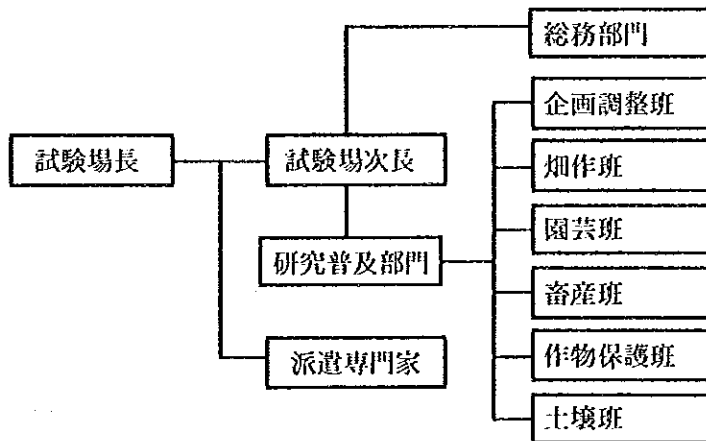 総務部門
企画調整班
試験場長
試験場次長
畑作班
園芸班
研究普及部門
畜産班
派遣専門家
作物保護班
土壌班